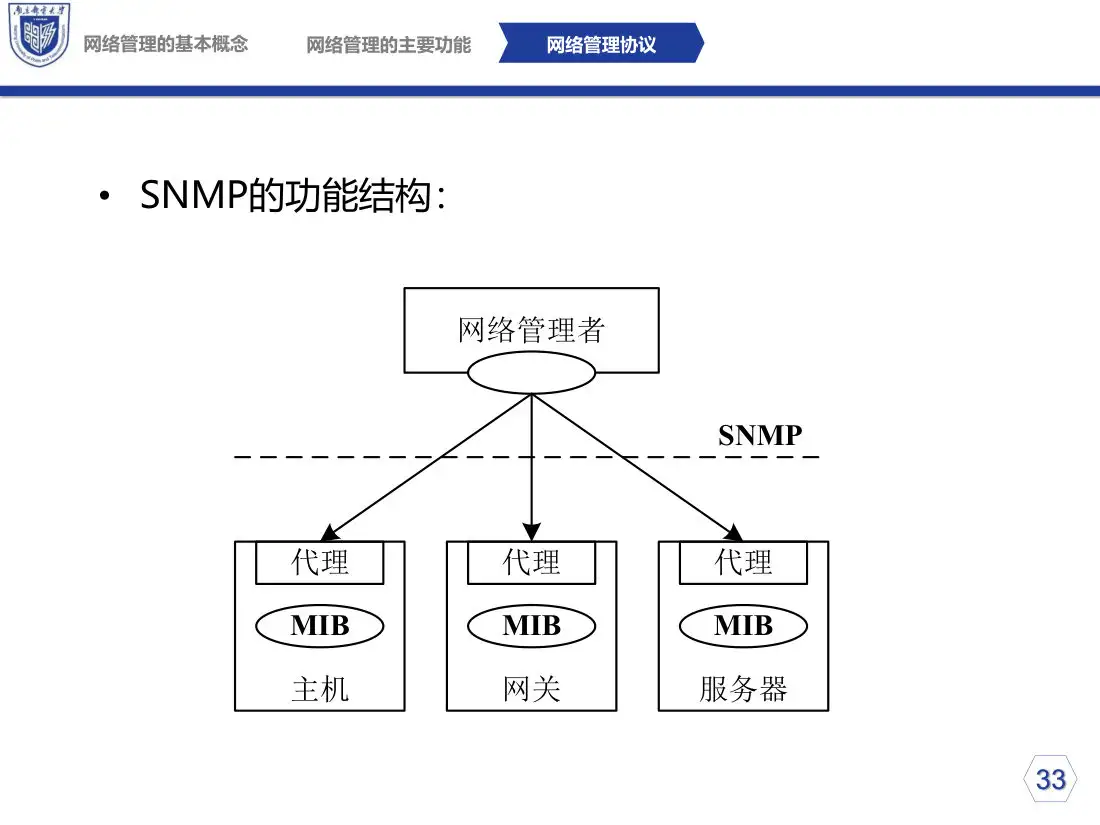 网络管理的基本概念 网络管理的主要功能 网络管理协议
• SNMP的功能结构：
网络管理者
SNMP
代理 代理 代理
MIB MIB MIB
主机 网关 服务器
33